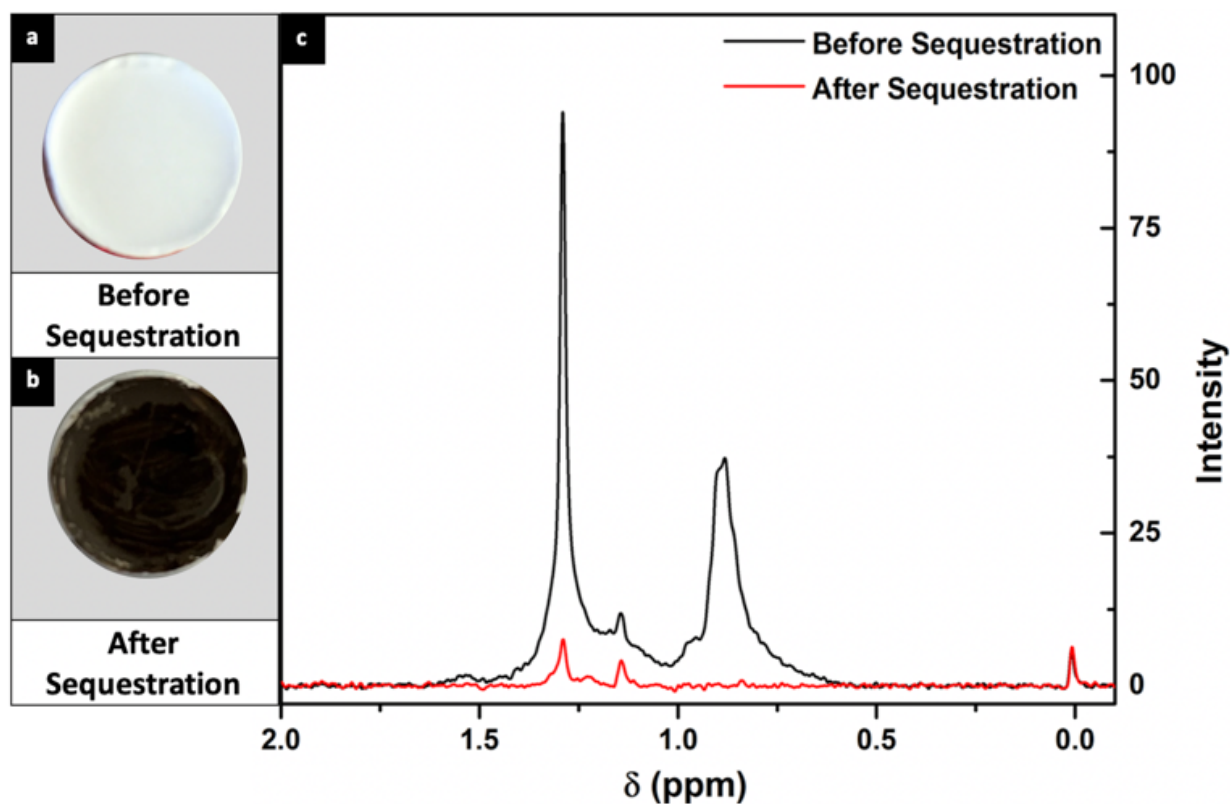 a
Before
Sequestration
b
After
Sequestration
c
Before Sequestration
After Sequestration
100
75
50
25
0
Intensity
2.0 1.5 1.0 0.5 0.0
δ (ppm)